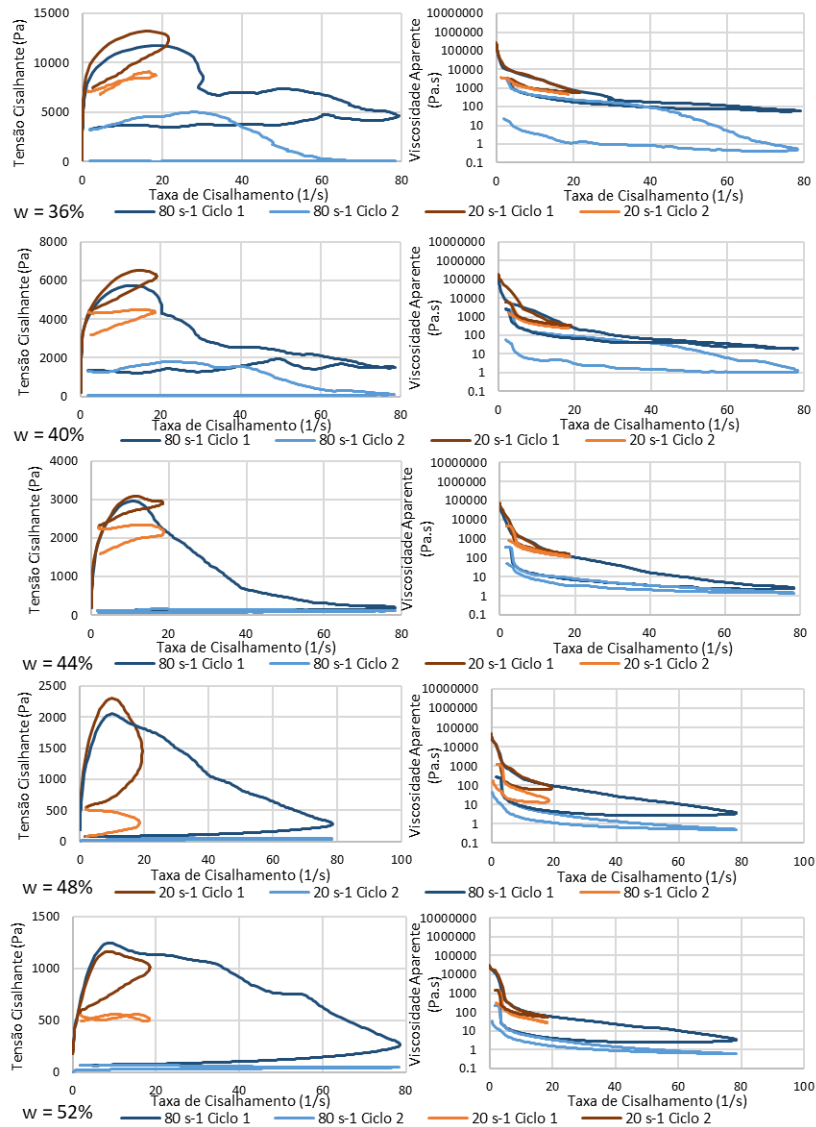 Tensão Cisalhante (Pa)
15000
10000
5000
0
0 20 40 60 80
Taxa de Cisalhamento (1/s)
Viscosidade Aparente
(Pa.s)
10000000
1000000
100000
10000
1000
100
10
1
0.1
0 20 40 60 80
Taxa de Cisalhamento (1/s)
w = 36%
80 s-1 Ciclo 1 80 s-1 Ciclo 2 20 s-1 Ciclo 1 20 s-1 Ciclo 2
Tensão Cisalhante (Pa)
8000
6000
4000
2000
0
0 20 40 60 80
Taxa de Cisalhamento (1/s)
Viscosidade Aparente
(Pa.s)
10000000
1000000
100000
10000
1000
100
10
1
0.1
0 20 40 60 80
Taxa de Cisalhamento (1/s)
w = 40%
80 s-1 Ciclo 1 80 s-1 Ciclo 2 20 s-1 Ciclo 1 20 s-1 Ciclo 2
Tensão Cisalhante (Pa)
4000
3000
2000
1000
0
0 20 40 60 80
Taxa de Cisalhamento (1/s)
Viscosidade Aparente
(Pa.s)
10000000
1000000
100000
10000
1000
100
10
1
0.1
0 20 40 60 80
Taxa de Cisalhamento (1/s)
w = 44%
80 s-1 Ciclo 1 80 s-1 Ciclo 2 20 s-1 Ciclo 1 20 s-1 Ciclo 2
Tensão Cisalhante (Pa)
2500
2000
1500
1000
500
0
0 20 40 60 80 100
Taxa de Cisalhamento (1/s)
Viscosidade Aparente
(Pa.s)
10000000
1000000
100000
10000
1000
100
10
1
0.1
0 20 40 60 80 100
Taxa de Cisalhamento (1/s)
w = 48%
20 s-1 Ciclo 1 20 s-1 Ciclo 2 80 s-1 Ciclo 1 80 s-1 Ciclo 2
Tensão Cisalhante (Pa)
1500
1000
500
0
0 20 40 60 80
Taxa de Cisalhamento (1/s)
Viscosidade Aparente
(Pa.s)
10000000
1000000
100000
10000
1000
100
10
1
0.1
0 20 40 60 80 100
Taxa de Cisalhamento (1/s)
w = 52%
80 s-1 Ciclo 1 80 s-1 Ciclo 2 20 s-1 Ciclo 1 20 s-1 Ciclo 2